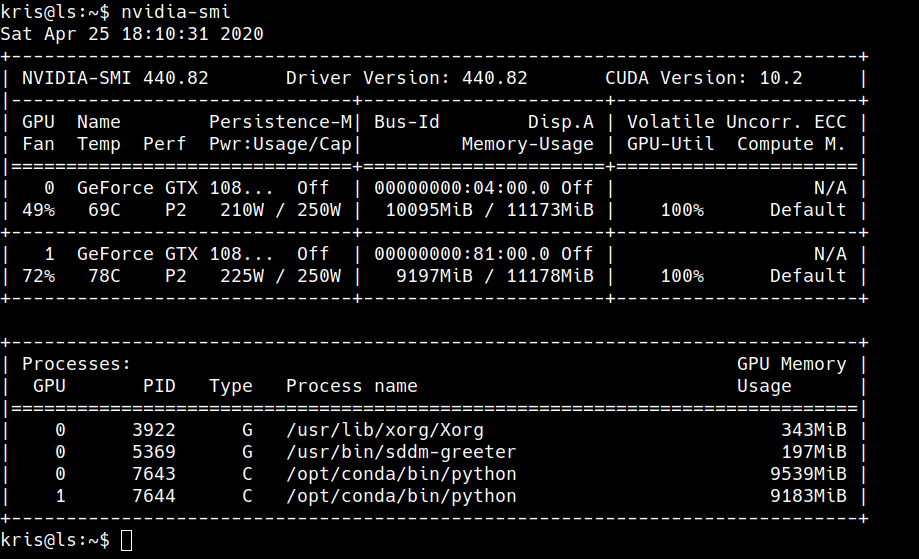 kris@ls:~$ nvidia-smi
Sat Apr 25 18:10:31 2020
+-----------------------------------------------------------------------------+
| NVIDIA-SMI 440.82       Driver Version: 440.82       CUDA Version: 10.2     |
|-------------------------------+----------------------+----------------------+
| GPU  Name        Persistence-M| Bus-Id        Disp.A | Volatile Uncorr. ECC |
| Fan  Temp  Perf  Pwr:Usage/Cap|         Memory-Usage | GPU-Util  Compute M. |
|===============================+======================+======================|
|   0  GeForce GTX 108...  Off  | 00000000:04:00.0 Off |                  N/A |
| 49%   69C    P2   210W / 250W |  10095MiB / 11173MiB |    100%      Default |
+-------------------------------+----------------------+----------------------+
|   1  GeForce GTX 108...  Off  | 00000000:81:00.0 Off |                  N/A |
| 72%   78C    P2   225W / 250W |   9197MiB / 11178MiB |    100%      Default |
+-------------------------------+----------------------+----------------------+

+-----------------------------------------------------------------------------+
| Processes:                                                       GPU Memory |
|  GPU       PID   Type   Process name                             Usage      |
|=============================================================================|
|    0      3922      G   /usr/lib/xorg/Xorg                           343MiB |
|    0      5369      G   /usr/bin/sddm-greeter                        197MiB |
|    0      7643      C   /opt/conda/bin/python                       9539MiB |
|    1      7644      C   /opt/conda/bin/python                       9183MiB |
+-----------------------------------------------------------------------------+
kris@ls:~$